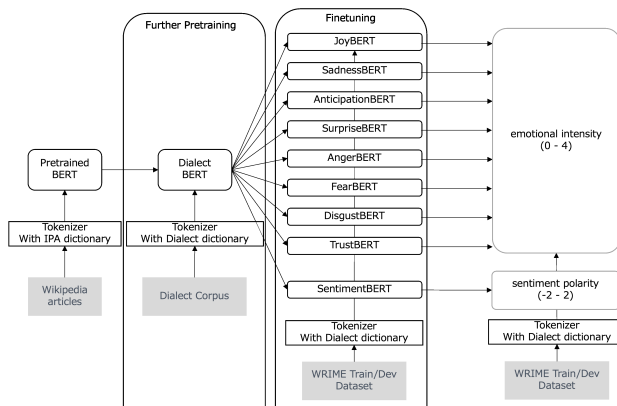 Further Pretraining
Finetuning
JoyBERT
SadnessBERT
AnticipationBERT
SurpriseBERT
AngerBERT
FearBERT
DisgustBERT
TrustBERT
SentimentBERT
Pretrained
BERT
Dialect
BERT
emotional intensity
(0 - 4)
sentiment polarity
(-2 - 2)
Tokenizer
With IPA dictionary
Tokenizer
With Dialect dictionary
Tokenizer
With Dialect dictionary
Tokenizer
With Dialect dictionary
Wikipedia
articles
Dialect Corpus
WRIME Train/Dev
Dataset
WRIME Train/Dev
Dataset